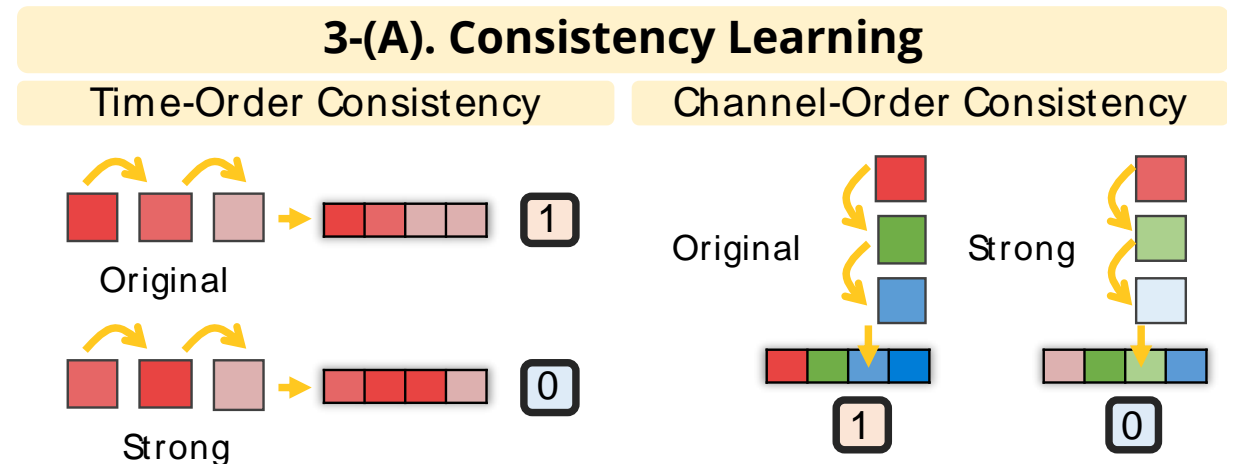 3-(A). Consistency Learning
Time-Order Consistency
Channel-Order Consistency
1
Original
0
Strong
Original
Strong
1
0